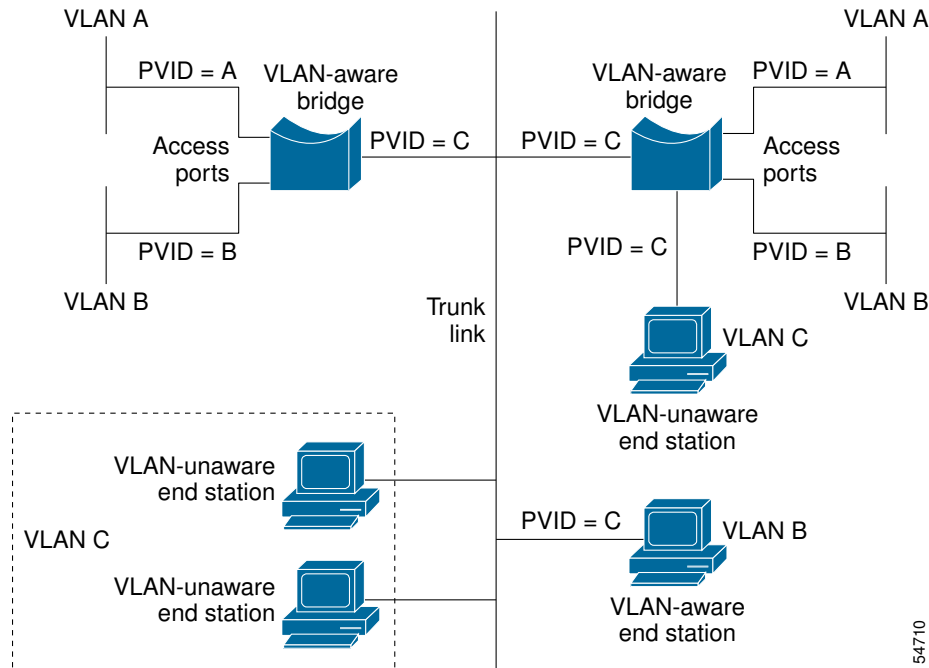 VLAN A
VLAN A
PVID = A
VLAN-aware
bridge
VLAN-aware
bridge
PVID = A
Access
ports
PVID = C
PVID = C
Access
ports
PVID = B
PVID = C
PVID = B
VLAN B
VLAN B
Trunk
link
VLAN C
VLAN-unaware
end station
VLAN-unaware
end station
PVID = C
VLAN B
VLAN C
VLAN-unaware
end station
VLAN-aware
end station
54710